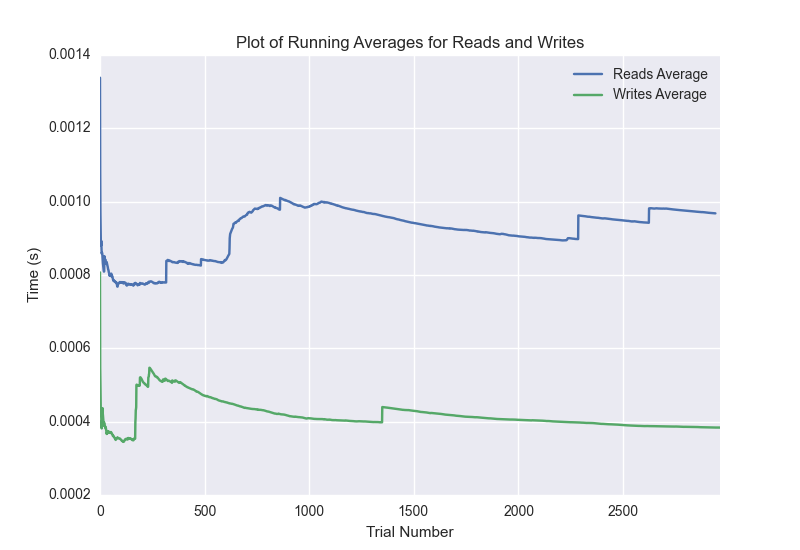 Plot of Running Averages for Reads and Writes
0.0014
0.0012
0.0010
0.0008
0.0006
0.0004
0.0002
Time (s)
Reads Average
Writes Average
0 500 1000 1500 2000 2500
Trial Number